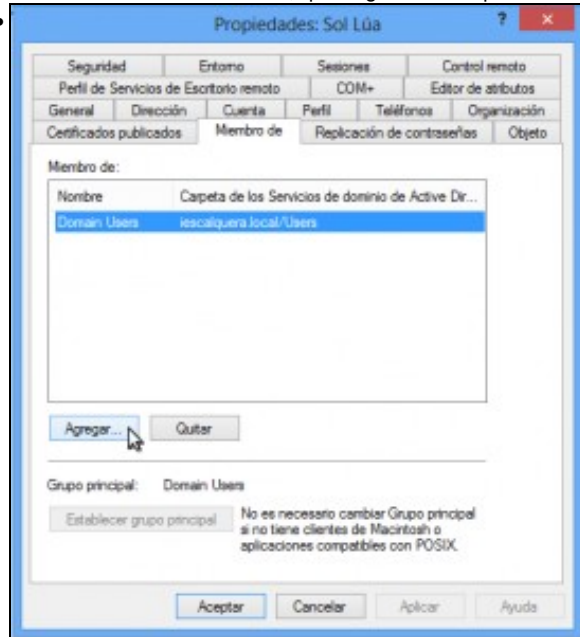 Propiedades: Sol Lúa
Seguridad Entorno Sesiones Control remoto
Perfil de Servicios de Escritorio remoto COM+ Editor de atributos
General Dirección Cuenta Perfil Teléfonos Organización
Certificados publicados Miembro de Replicación de contraseñas Objeto
Miembro de:
Nombre Carpeta de los Servicios de dominio de Active Dir...
Domain Users iescalquera.local/Users
Agregar... Quitar
Grupo principal: Domain Users
Establecer grupo principal
No es necesario cambiar Grupo principal
si no tiene clientes de Macintosh o
aplicaciones compatibles con POSIX.
Aceptar Cancelar Aplicar Ayuda